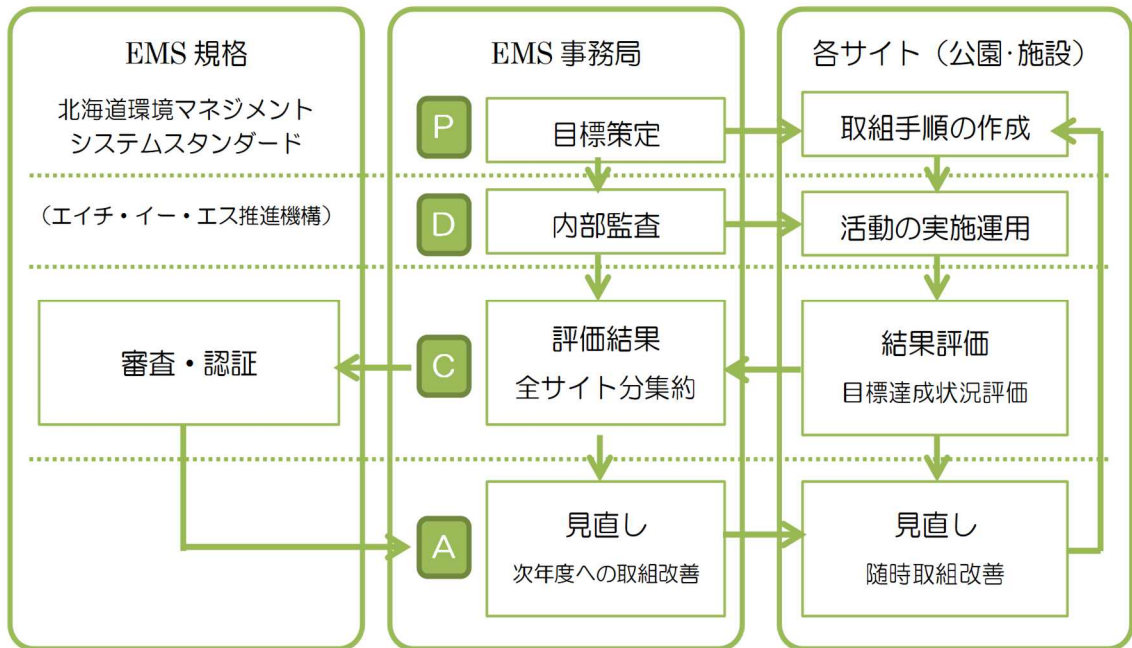 EMS 規格
北海道環境マネジメント
システムスタンダード
（エイチ・イー・エス推進機構）
審査・認証
EMS 事務局
P
目標策定
D
内部監査
C
評価結果
全サイト分集約
A
見直し
次年度への取組改善
各サイト（公園･施設）
取組手順の作成
活動の実施運用
結果評価
目標達成状況評価
見直し
随時取組改善